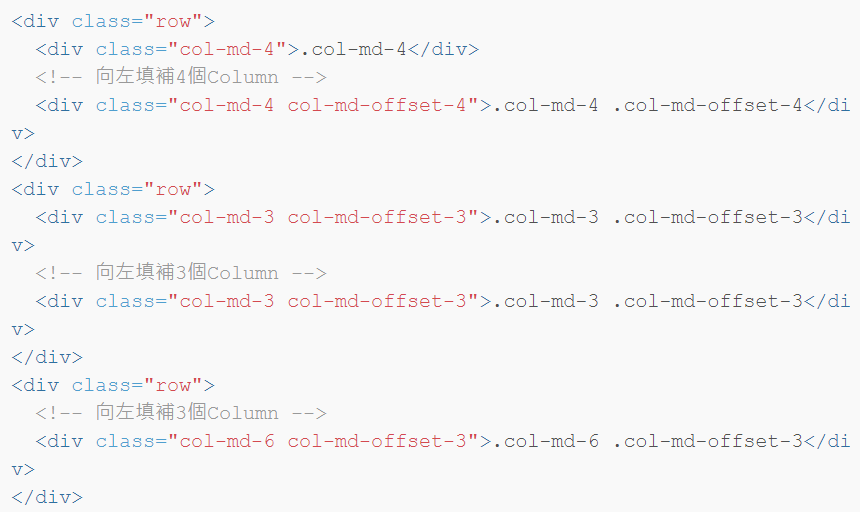 <div class="row">
  <div class="col-md-4">.col-md-4</div>
  <!-- 向左填補4個Column -->
  <div class="col-md-4 col-md-offset-4">.col-md-4 .col-md-offset-4</di
v>
</div>
<div class="row">
  <div class="col-md-3 col-md-offset-3">.col-md-3 .col-md-offset-3</di
v>
  <!-- 向左填補3個Column -->
  <div class="col-md-3 col-md-offset-3">.col-md-3 .col-md-offset-3</di
v>
</div>
<div class="row">
  <!-- 向左填補3個Column -->
  <div class="col-md-6 col-md-offset-3">.col-md-6 .col-md-offset-3</di
v>
</div>